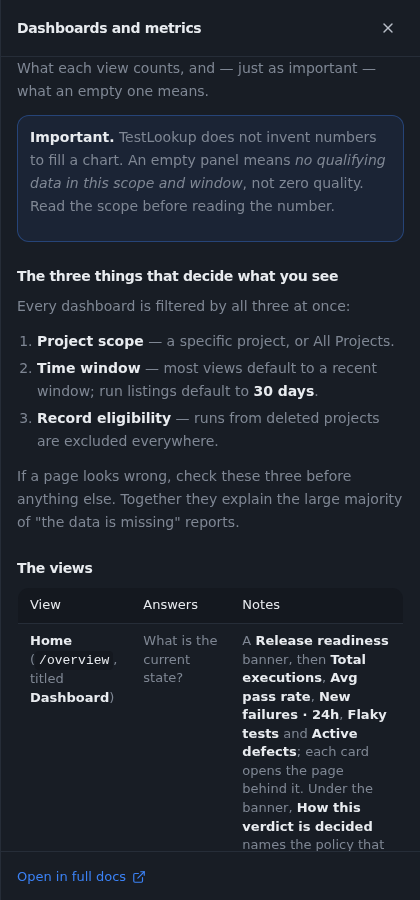 Dashboards and metrics
What each view counts, and — just as important —
what an empty one means.
Important. TestLookup does not invent numbers
to fill a chart. An empty panel means no qualifying
data in this scope and window, not zero quality.
Read the scope before reading the number.
The three things that decide what you see
Every dashboard is filtered by all three at once:
1. Project scope — a specific project, or All Projects.
2. Time window — most views default to a recent
window; run listings default to 30 days.
3. Record eligibility — runs from deleted projects
are excluded everywhere.
If a page looks wrong, check these three before
anything else. Together they explain the large majority
of "the data is missing" reports.
The views
View Answers Notes
Home
( /overview ,
titled
Dashboard)
What is the
current
state?
A Release readiness
banner, then Total
executions, Avg
pass rate, New
failures · 24h, Flaky
tests and Active
defects; each card
opens the page
behind it. Under the
banner, How this
verdict is decided
names the policy that
Open in full docs